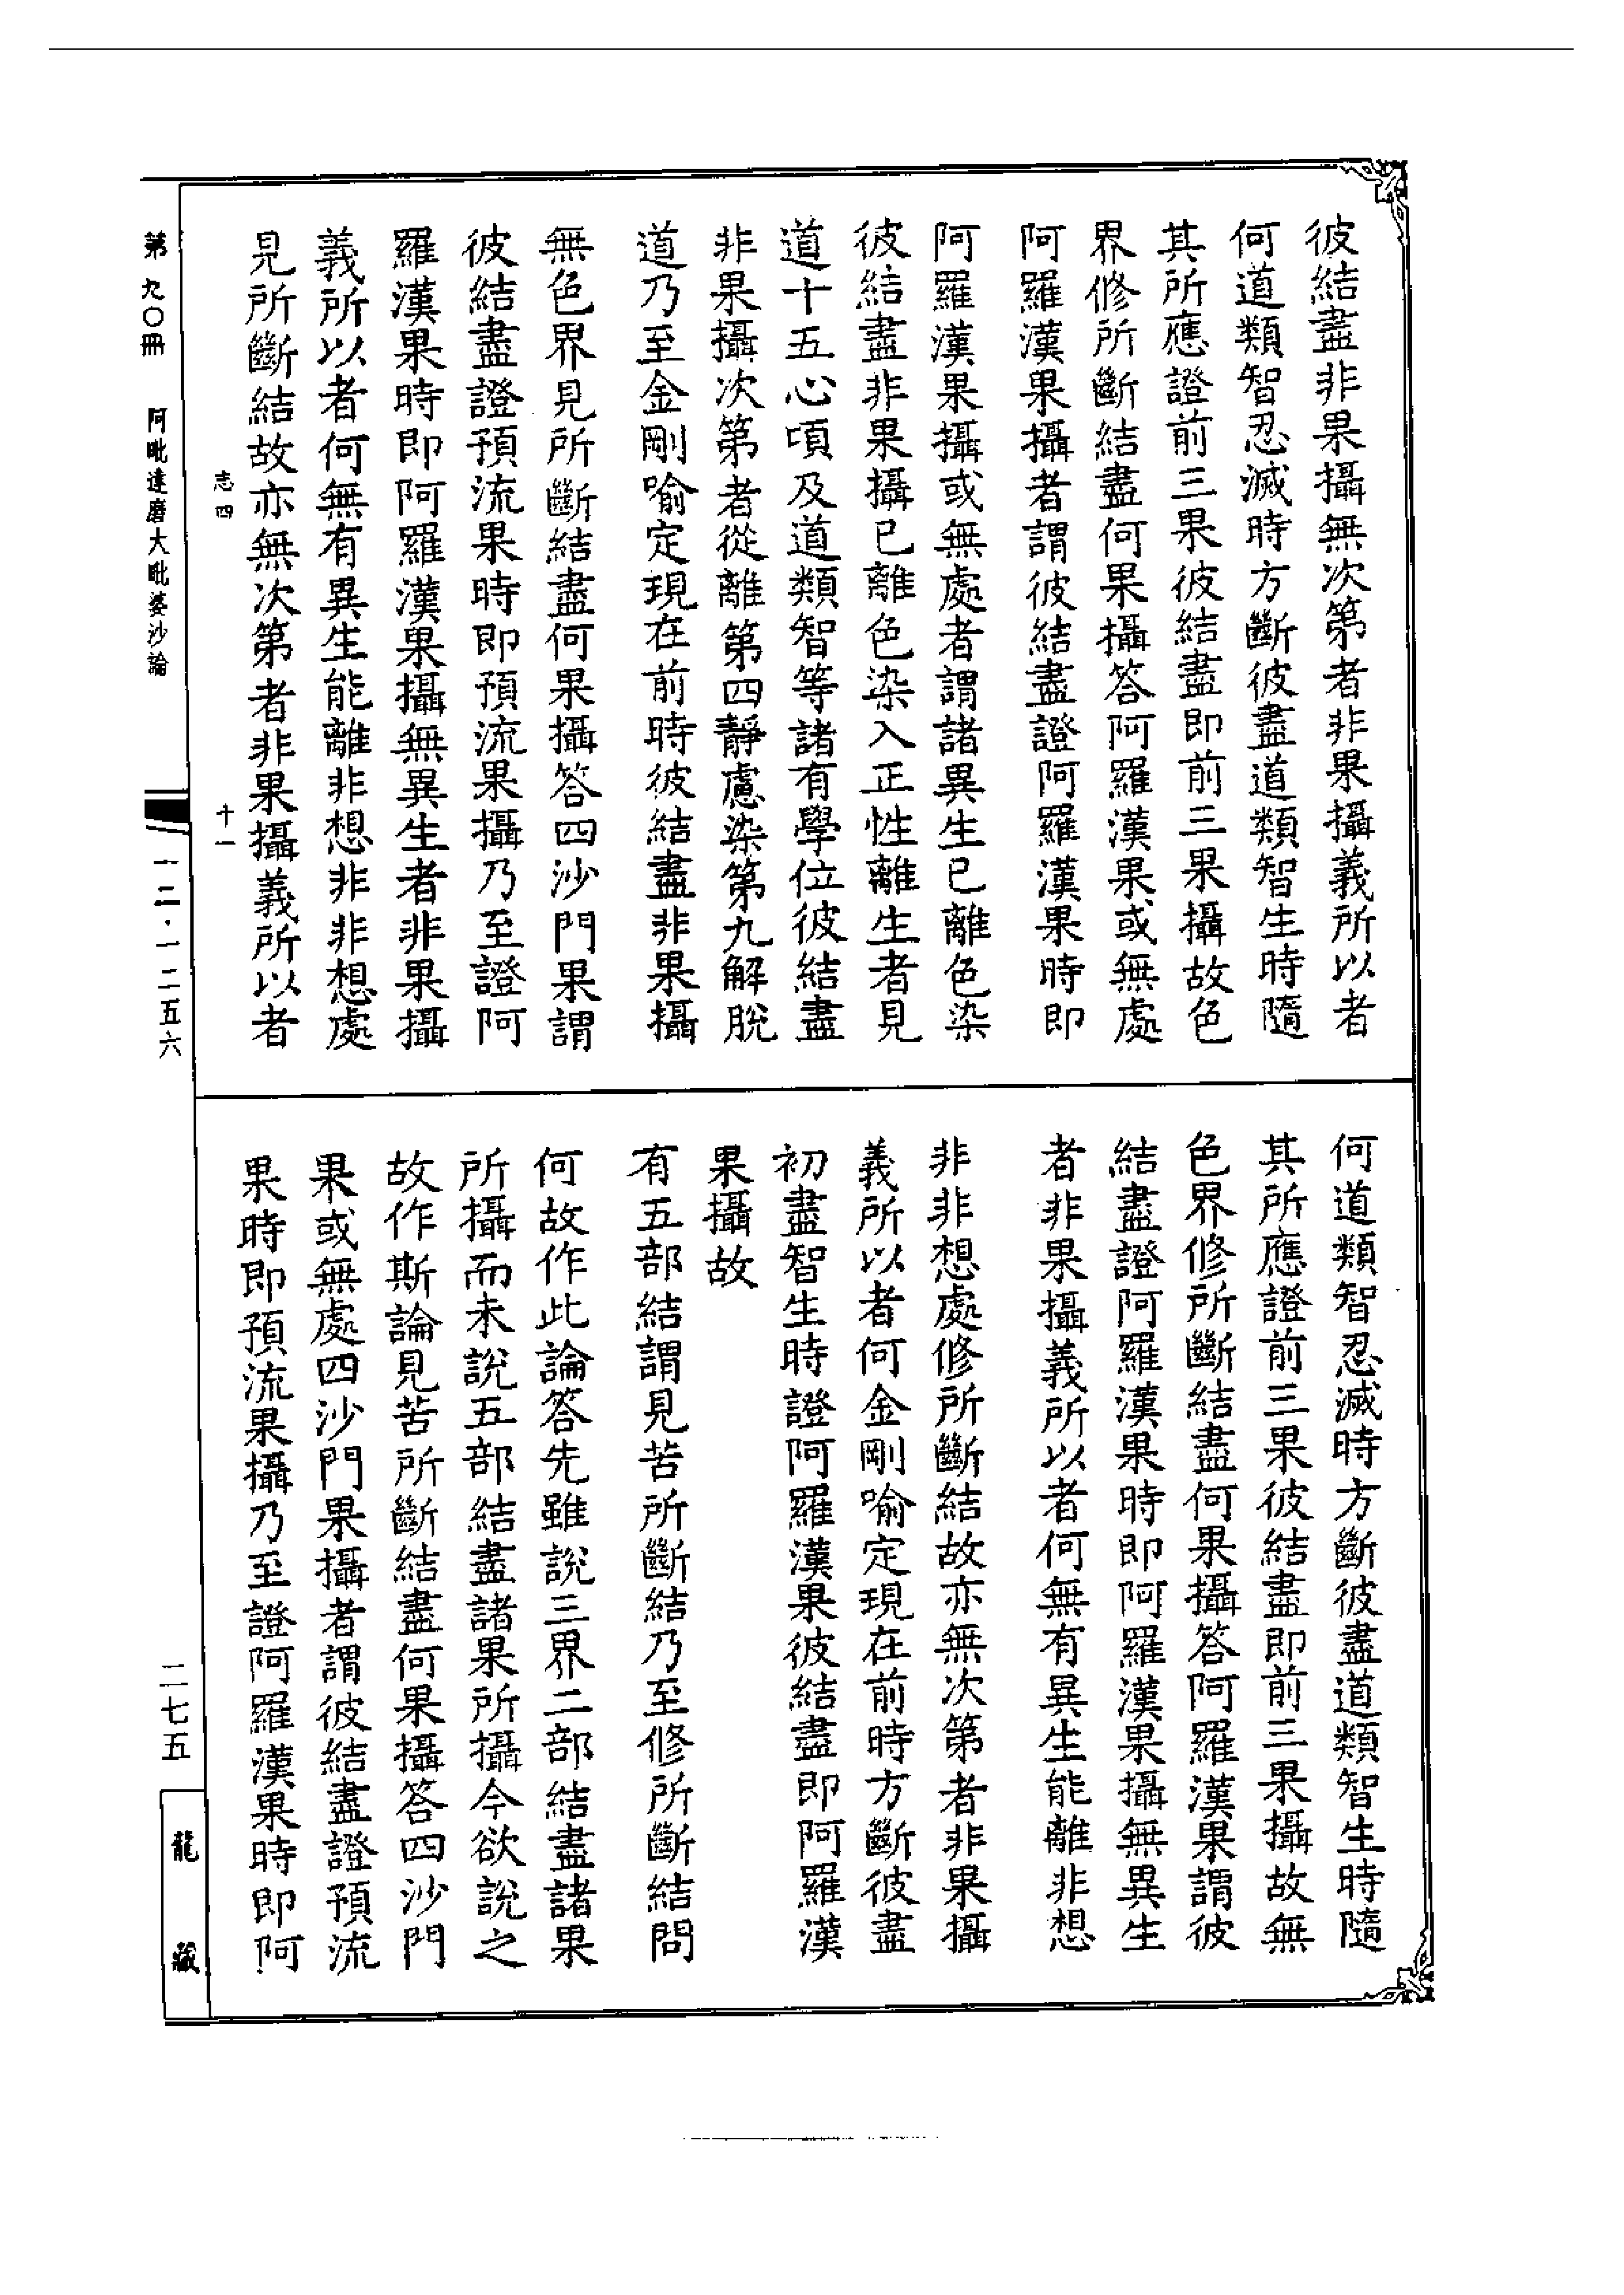 彼結盡非果攝無次第者非果攝義所以者
何道類智忍滅時方斷彼盡道類智生時隨
其所應證前三果彼結盡即前三果攝故色
界修所斷結盡何果攝答阿羅漢果或無處
阿羅漢果攝者謂彼結盡證阿羅漢果時即
阿羅漢果攝或無處者謂諸異生已離色染
彼結盡非果攝已離色染入正性離生者見
道十五心頃及道類智等諸有學位彼結盡
非果攝次第者從離第四靜慮染第九解脫
道乃至金剛喻定現在前時彼結盡非果攝
無色界見所斷結盡何果攝答四沙門果謂
彼結盡證預流果時即預流果攝乃至證阿
羅漢果時即阿羅漢果攝無異生者非果攝
義所以者何無有異生能離非想非非想處
見所斷結故亦無次第者非果攝義所以者
志四
十一
第九〇冊
阿毗達磨大毗婆沙論
一二·一二五六
何道類智忍滅時方斷彼盡道類智生時隨
其所應證前三果彼結盡即前三果攝故無
色界修所斷結盡何果攝答阿羅漢果謂彼
結盡證阿羅漢果時即阿羅漢果攝無異生
者非果攝義所以者何無有異生能離非想
非非想處修所斷結故亦無次第者非果攝
義所以者何金剛喻定現在前時方斷彼盡
初盡智生時證阿羅漢果彼結盡即阿羅漢
果攝故
有五部結謂見苦所斷結乃至修所斷結問
何故作此論答先雖說三界二部結盡諸果
所攝而未說五部結盡諸果所攝今欲說之
故作斯論見苦所斷結盡何果攝答四沙門
果或無處四沙門果攝者謂彼結盡證預流
果時即預流果攝乃至證阿羅漢果時即阿
二七五
龍藏